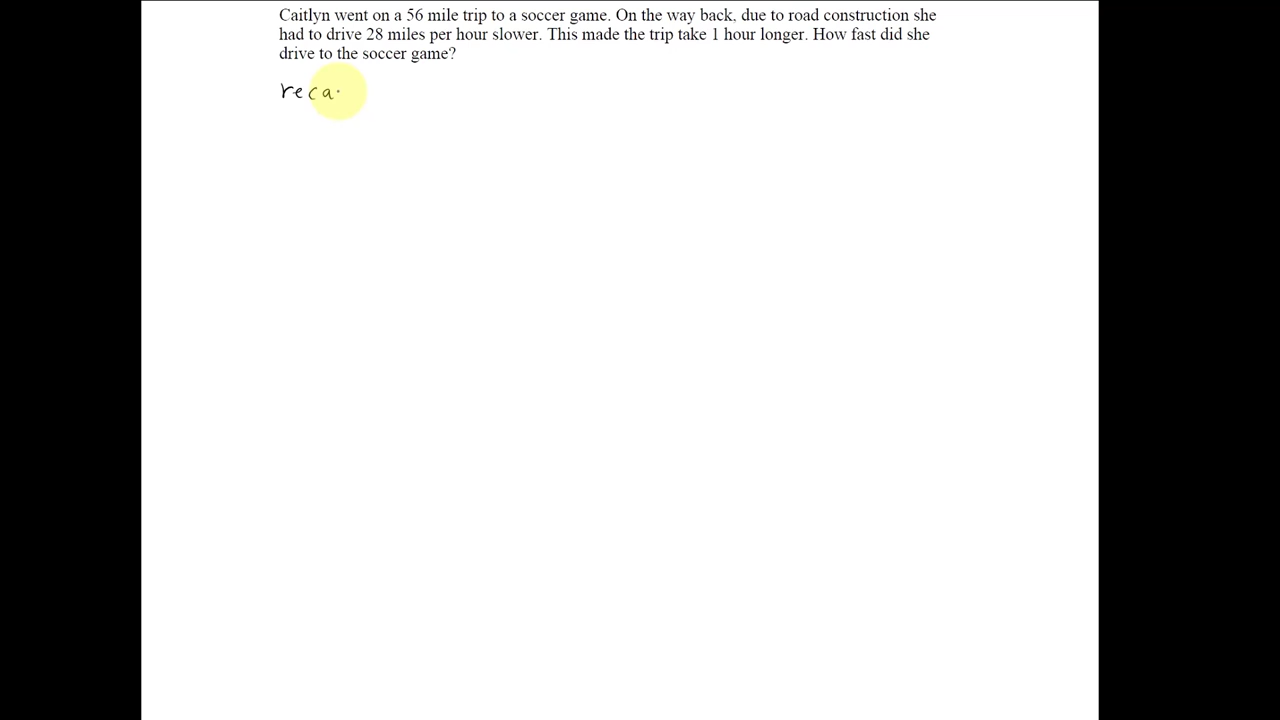 Caitlyn went on a 56 mile trip to a soccer game. On the way back, due to road construction she
had to drive 28 miles per hour slower. This made the trip take 1 hour longer. How fast did she
drive to the soccer game?
reca